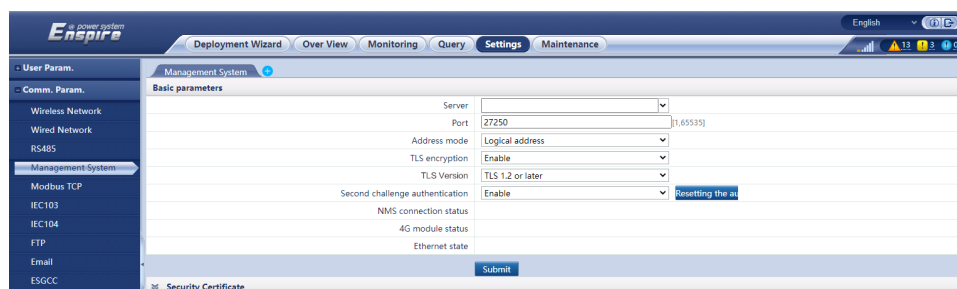 Enspire @ power system
English
Deployment Wizard Over View Monitoring Query Settings Maintenance
13 3
User Param.
Comm. Param.
Wireless Network
Wired Network
RS485
Management System
Modbus TCP
IEC103
IEC104
FTP
Email
ESGCC
Management System
Basic parameters
Server
Port 27250 [1,65535]
Address mode Logical address
TLS encryption Enable
TLS Version TLS 1.2 or later
Second challenge authentication Enable Resetting the au
NMS connection status
4G module status
Ethernet state
Submit
Security Certificate